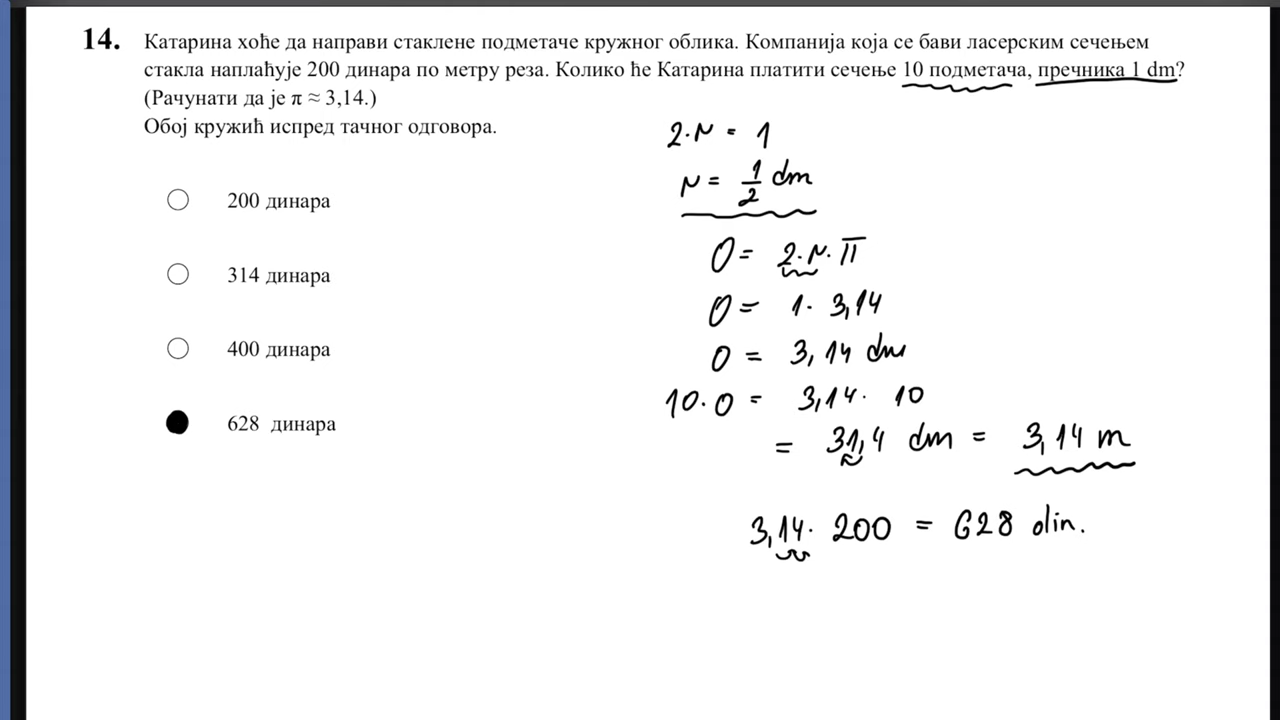 14. Катарина хоће да направи стаклене подметаче кружног облика. Компанија која се бави ласерским сечењем
стакла наплаћује 200 динара по метру реза. Колико ће Катарина платити сечење 10 подметача, пречника 1 dm?
(Рачунати да је π ≈ 3,14.)
Обој кружић испред тачног одговора.
200 динара
314 динара
400 динара
628 динара
2·r = 1
r = 1/2 dm
O = 2·r·π
O = 1· 3,14
O = 3,14 dm
10·O = 3,14· 10
= 31,4 dm = 3,14 m
3,14· 200 = 628 din.